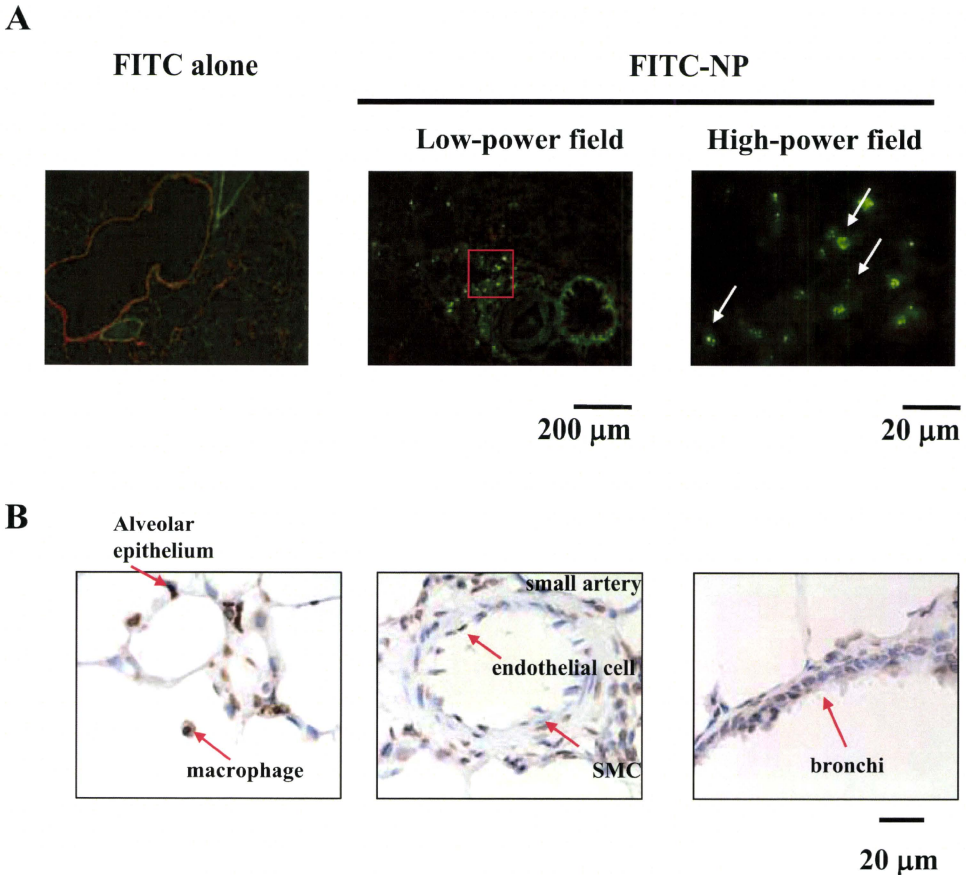 A
FITC alone
FITC-NP
Low-power field
High-power field
200 μm
20 μm
B
Alveolar
epithelium
macrophage
small artery
endothelial cell
SMC
bronchi
20 μm